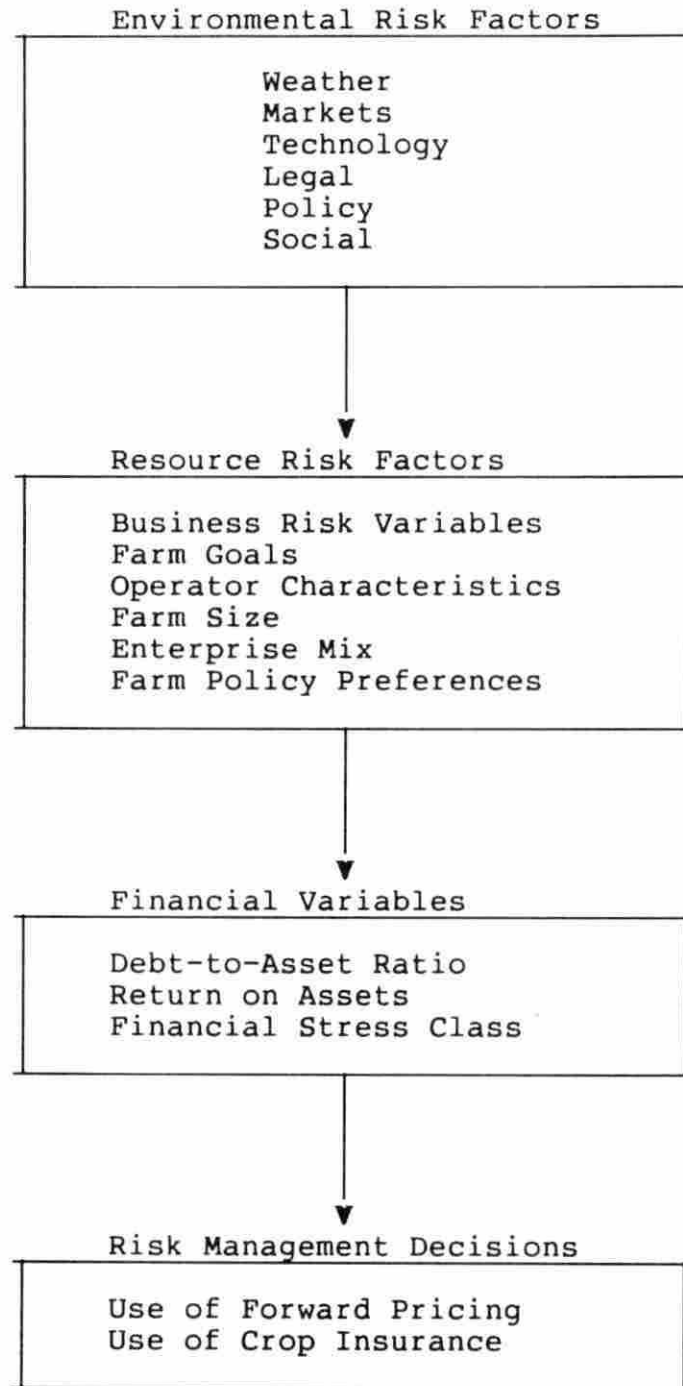 Environmental Risk Factors
Weather
Markets
Technology
Legal
Policy
Social
Resource Risk Factors
Business Risk Variables
Farm Goals
Operator Characteristics
Farm Size
Enterprise Mix
Farm Policy Preferences
Financial Variables
Debt-to-Asset Ratio
Return on Assets
Financial Stress Class
Risk Management Decisions
Use of Forward Pricing
Use of Crop Insurance